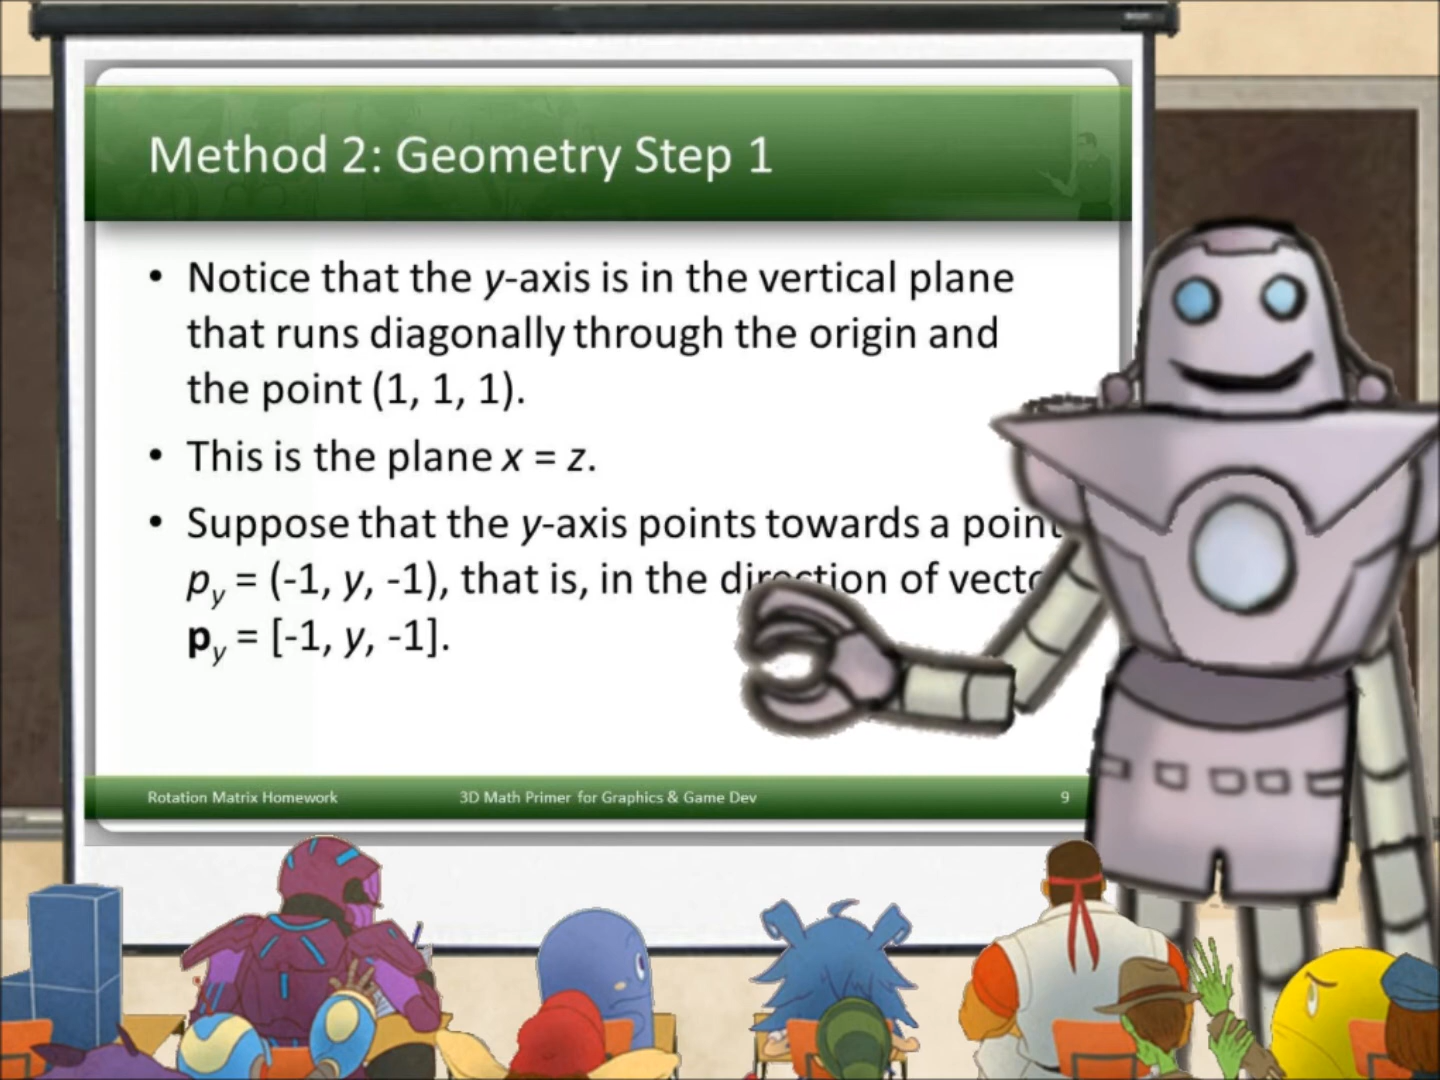 Method 2: Geometry Step 1
• Notice that the y-axis is in the vertical plane
that runs diagonally through the origin and
the point (1, 1, 1).
• This is the plane x = z.
• Suppose that the y-axis points towards a point
py = (-1, y, -1), that is, in the direction of
py = [-1, y, -1].
Rotation Matrix Homework 3D Math Primer for Graphics & Game Dev 9